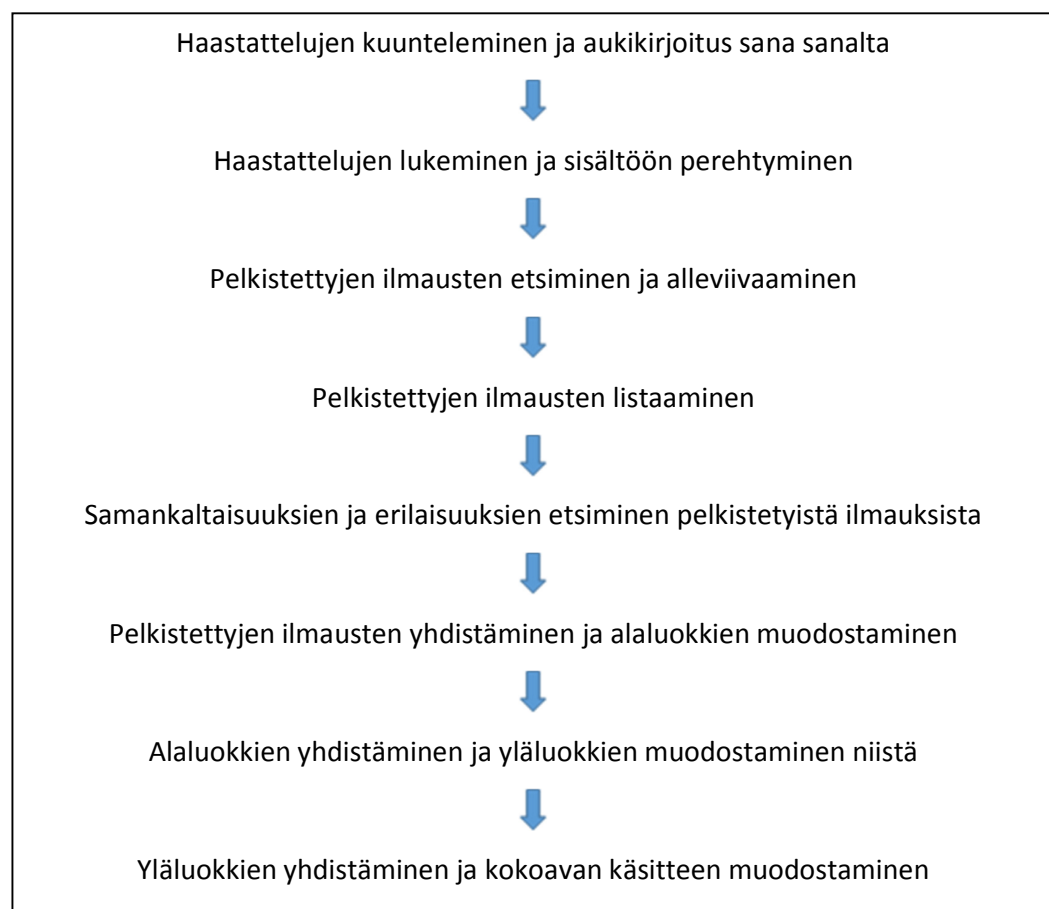 Haastattelujen kuunteleminen ja aukikirjoitus sana sanalta
Haastattelujen lukeminen ja sisältöön perehtyminen
Pelkistettyjen ilmausten etsiminen ja alleviivaaminen
Pelkistettyjen ilmausten listaaminen
Samankaltaisuuksien ja erilaisuuksien etsiminen pelkistetyistä ilmauksista
Pelkistettyjen ilmausten yhdistäminen ja alaluokkien muodostaminen
Alaluokkien yhdistäminen ja yläluokkien muodostaminen niistä
Yläluokkien yhdistäminen ja kokoavan käsitteen muodostaminen